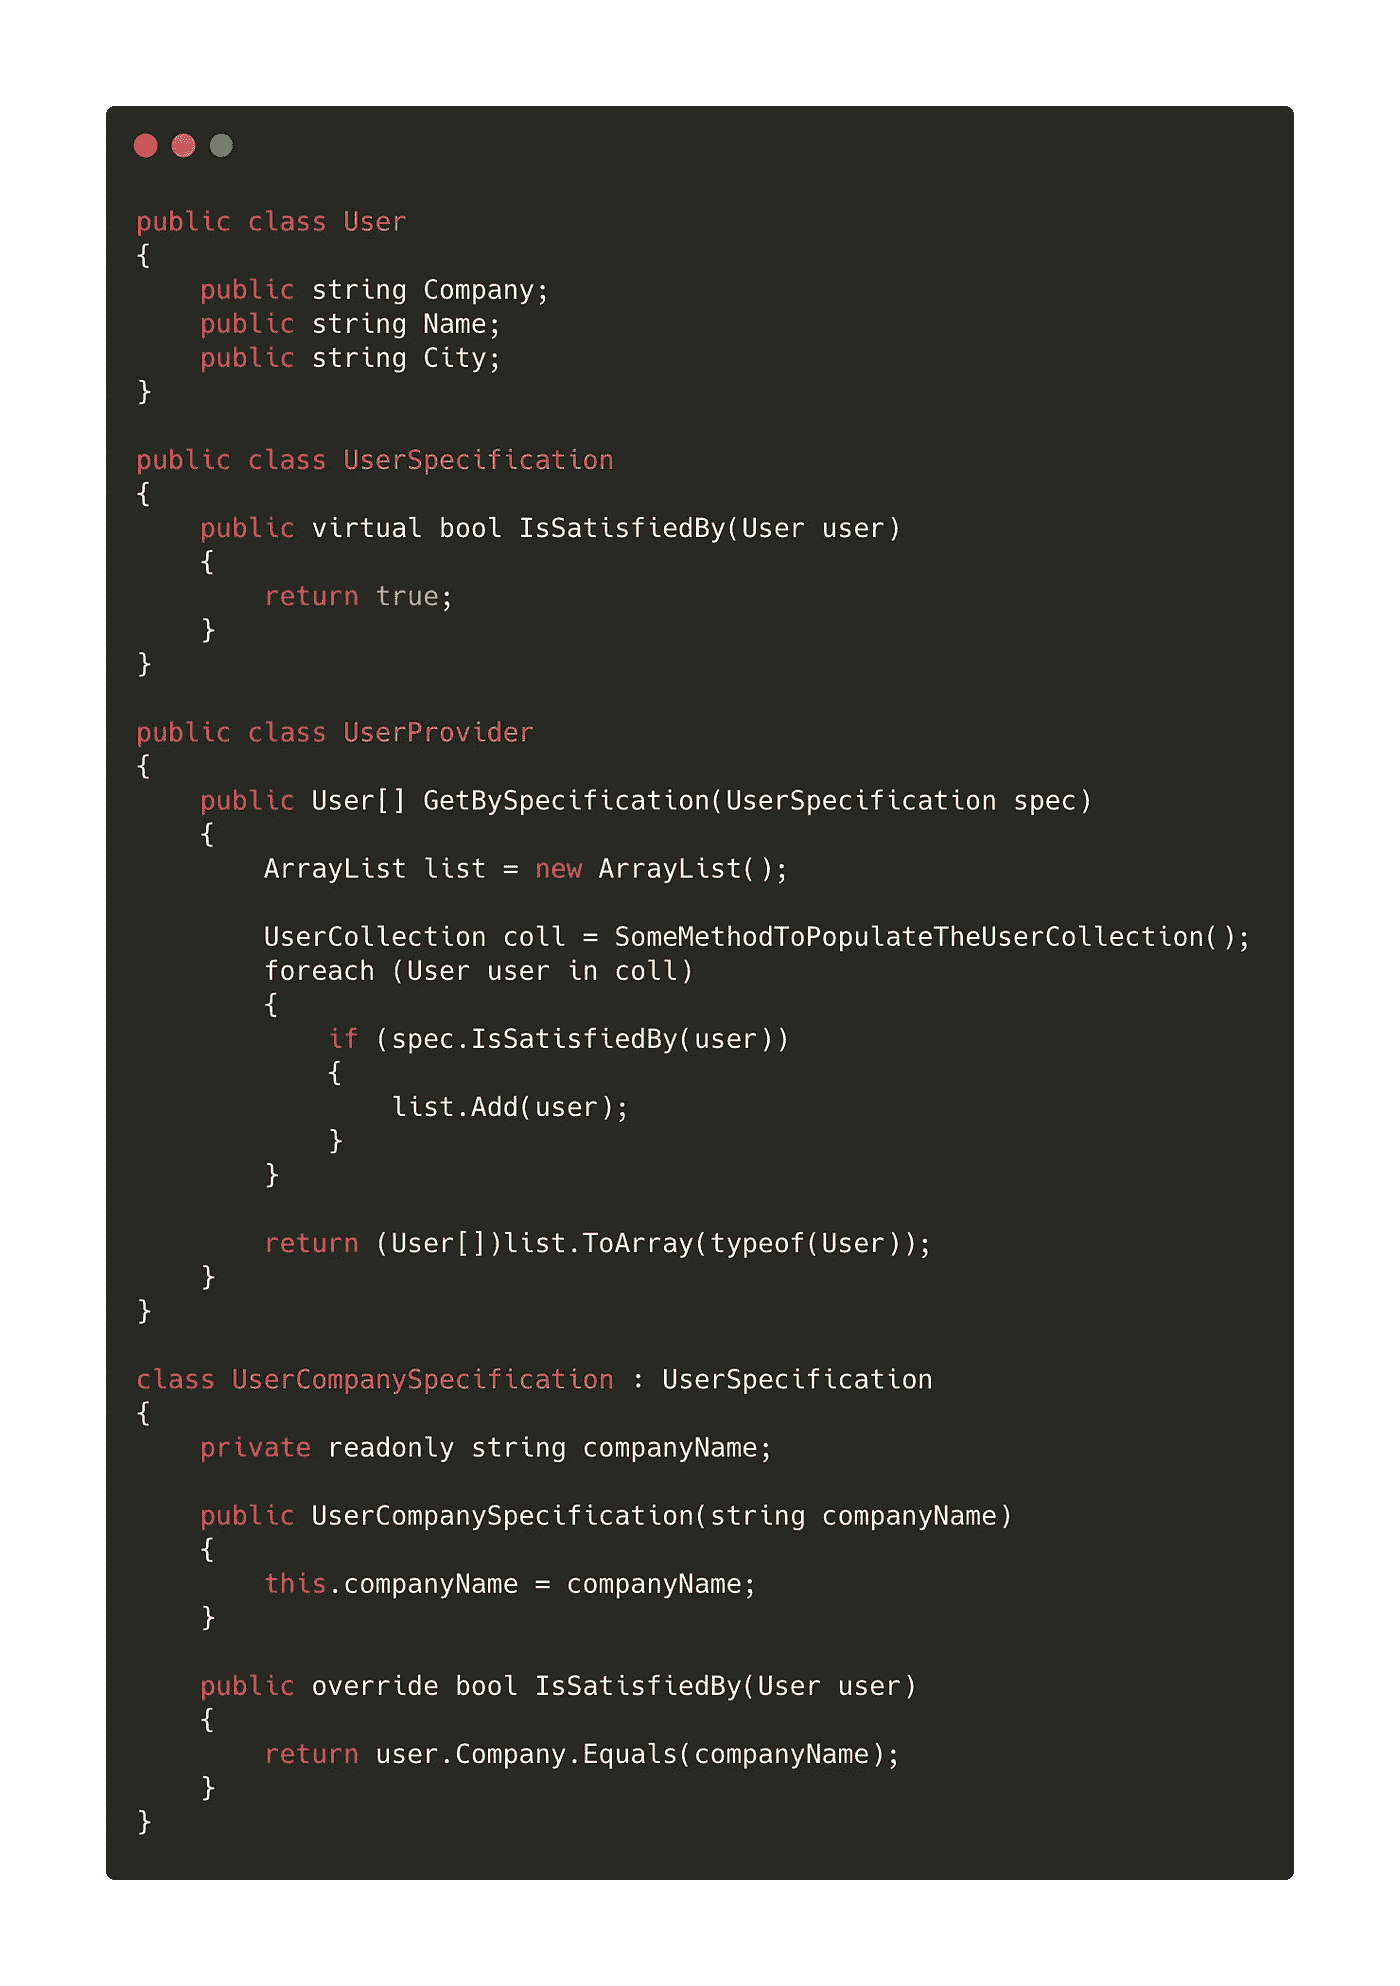 public class User
{
    public string Company;
    public string Name;
    public string City;
}

public class UserSpecification
{
    public virtual bool IsSatisfiedBy(User user)
    {
        return true;
    }
}

public class UserProvider
{
    public User[] GetBySpecification(UserSpecification spec)
    {
        ArrayList list = new ArrayList();

        UserCollection coll = SomeMethodToPopulateTheUserCollection();
        foreach (User user in coll)
        {
            if (spec.IsSatisfiedBy(user))
            {
                list.Add(user);
            }
        }

        return (User[])list.ToArray(typeof(User));
    }
}

class UserCompanySpecification : UserSpecification
{
    private readonly string companyName;

    public UserCompanySpecification(string companyName)
    {
        this.companyName = companyName;
    }

    public override bool IsSatisfiedBy(User user)
    {
        return user.Company.Equals(companyName);
    }
}